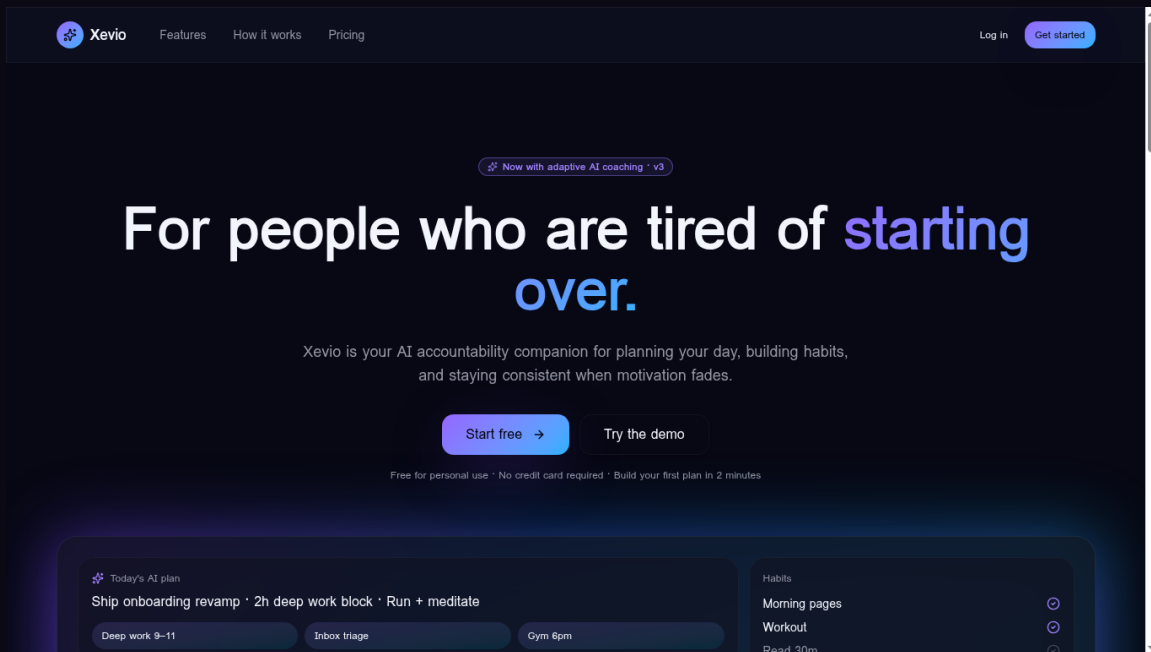 Xevio
Features
How it works
Pricing
Log in
Get started
Now with adaptive AI coaching · v3
For people who are tired of starting
over.
Xevio is your AI accountability companion for planning your day, building habits,
and staying consistent when motivation fades.
Start free →
Try the demo
Free for personal use · No credit card required · Build your first plan in 2 minutes
Today's AI plan
Ship onboarding revamp · 2h deep work block · Run + meditate
Deep work 9–11
Inbox triage
Gym 6pm
Habits
Morning pages
Workout
Read 30m